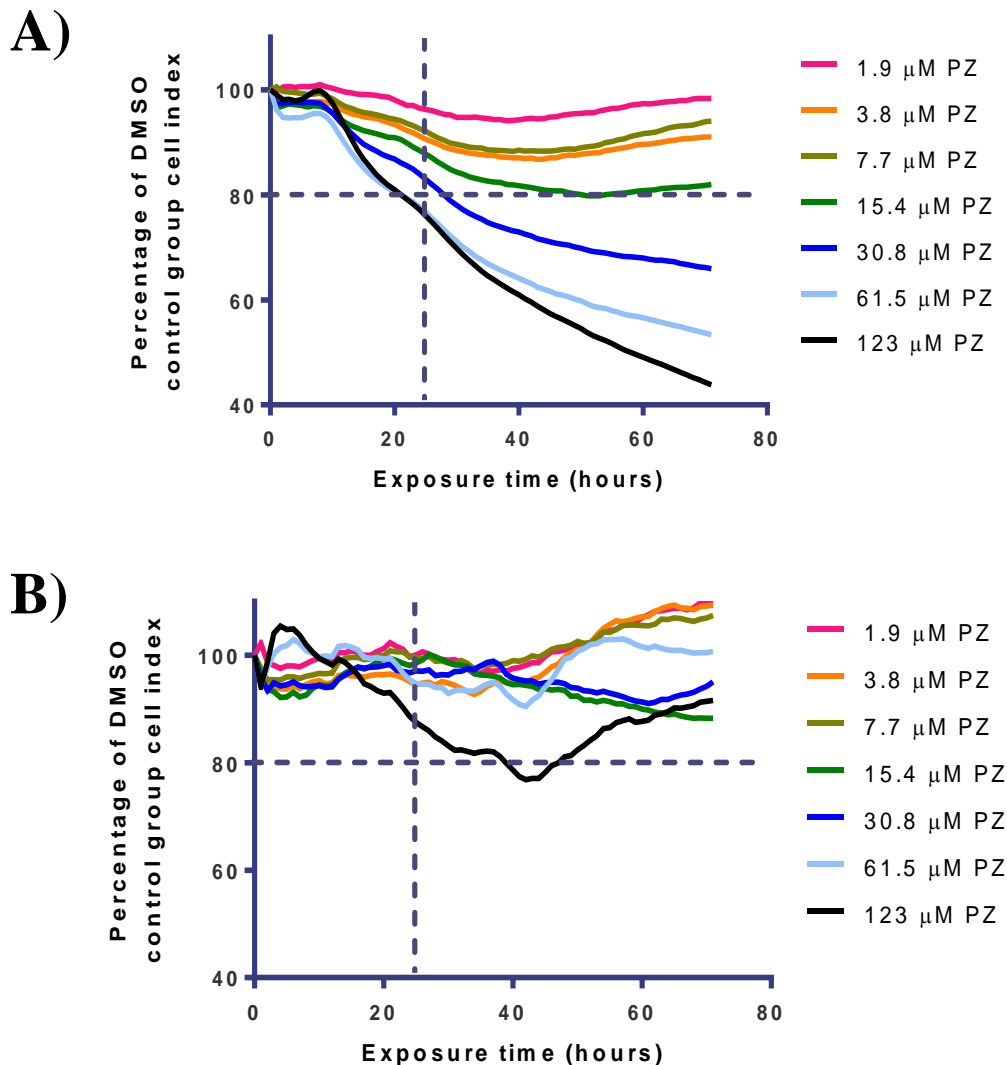 A)
Percentage of DMSO
control group cell index
100
80
60
40
0
20
40
60
80
Exposure time (hours)
1.9 μM PZ
3.8 μM PZ
7.7 μM PZ
15.4 μM PZ
30.8 μM PZ
61.5 μM PZ
123 μM PZ
B)
Percentage of DMSO
control group cell index
100
80
60
40
0
20
40
60
80
Exposure time (hours)
1.9 μM PZ
3.8 μM PZ
7.7 μM PZ
15.4 μM PZ
30.8 μM PZ
61.5 μM PZ
123 μM PZ